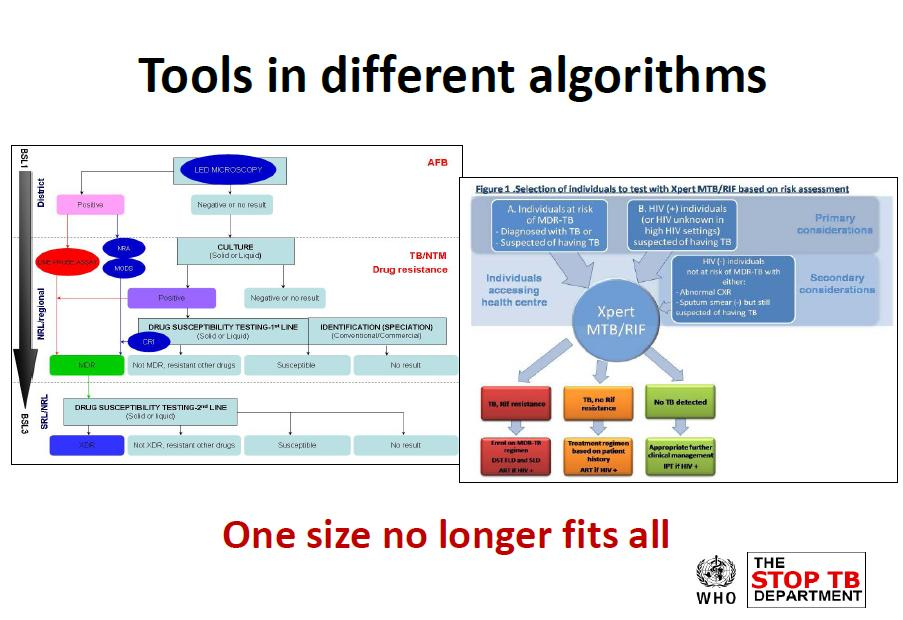 Tools in different algorithms
BSL1
District
NRL/regional
SRL/NRL
BSL3
LED MICROSCOPY
AFB
Positive
Negative or no result
LINE PROBE ASSAY
NRA
MODS
CULTURE
(Solid or Liquid)
TB/NTM
Drug resistance
Positive
Negative or no result
DRUG SUSCEPTIBILITY TESTING-1st LINE
(Solid or Liquid)
IDENTIFICATION (SPECIATION)
(Conventional/Commercial)
CRI
MDR
Not MDR, resistant other drugs
Susceptible
No result
DRUG SUSCEPTIBILITY TESTING-2nd LINE
(Solid or liquid)
XDR
Not XDR, resistant other drugs
Susceptible
No result
Figure 1 .Selection of individuals to test with Xpert MTB/RIF based on risk assessment
A. Individuals at risk
of MDR-TB
- Diagnosed with TB or
- Suspected of having TB
B. HIV (+) individuals
(or HIV unknown in
high HIV settings)
suspected of having TB
Primary
considerations
HIV (-) individuals
not at risk of MDR-TB with
either:
- Abnormal CXR
- Sputum smear (-) but still
suspected of having TB
Secondary
considerations
Individuals
accessing
health centre
Xpert
MTB/RIF
TB, Rif resistance
TB, no Rif
resistance
No TB detected
Enrol on MDR-TB
regimen
DST FLD and SLD
ART if HIV +
Treatment regimen
based on patient
history
ART if HIV +
Appropriate further
clinical management
IPT if HIV +
One size no longer fits all
WHO
THE
STOP TB
DEPARTMENT